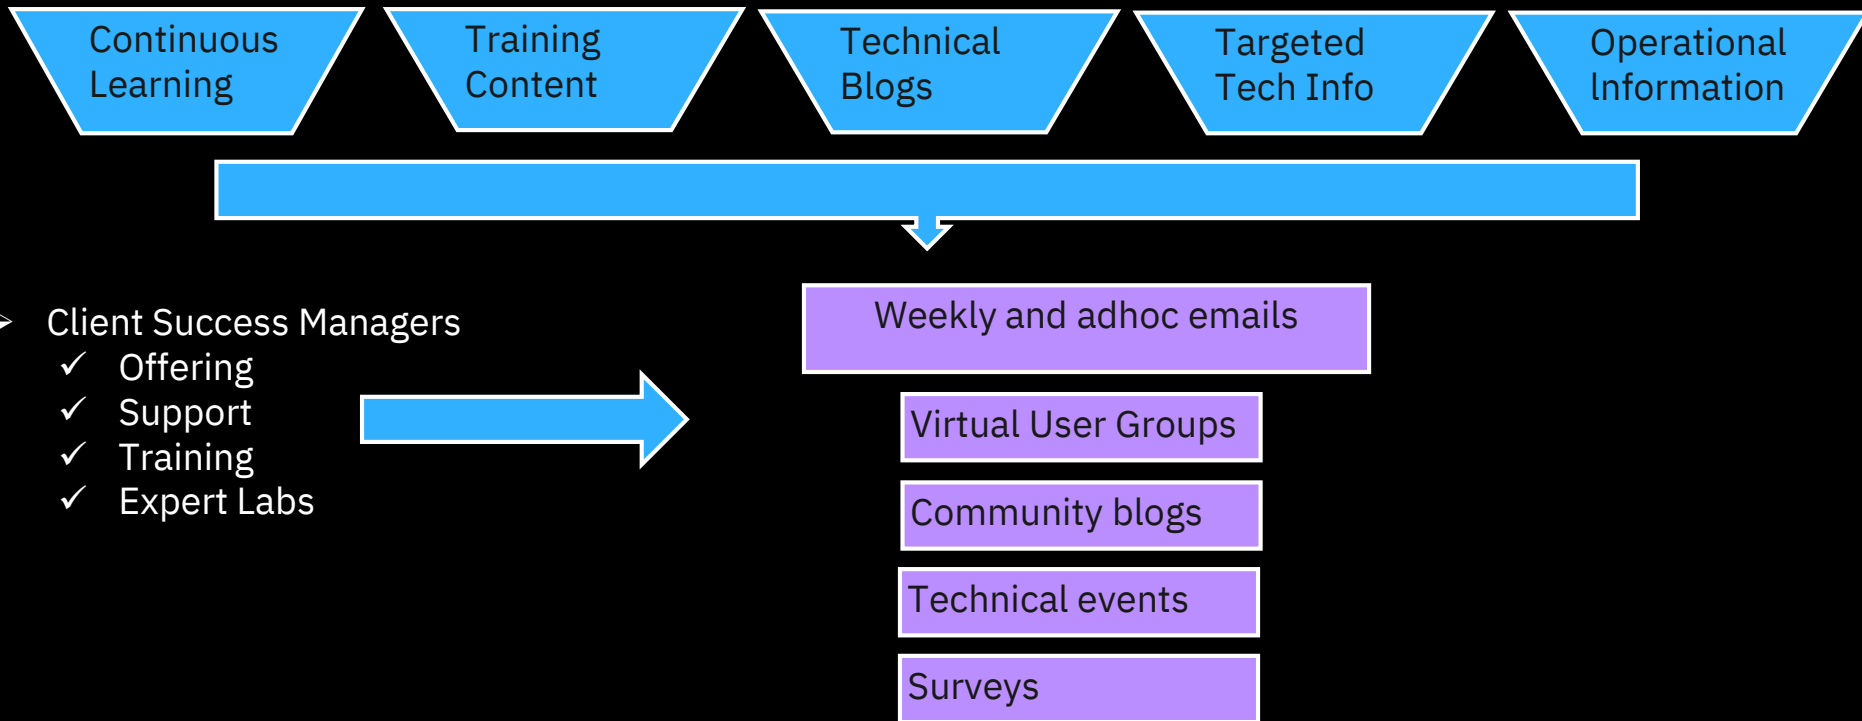 Continuous
Learning
Training
Content
Technical
Blogs
Targeted
Tech Info
Operational
Information
Client Success Managers
Offering
Support
Training
Expert Labs
Weekly and adhoc emails
Virtual User Groups
Community blogs
Technical events
Surveys